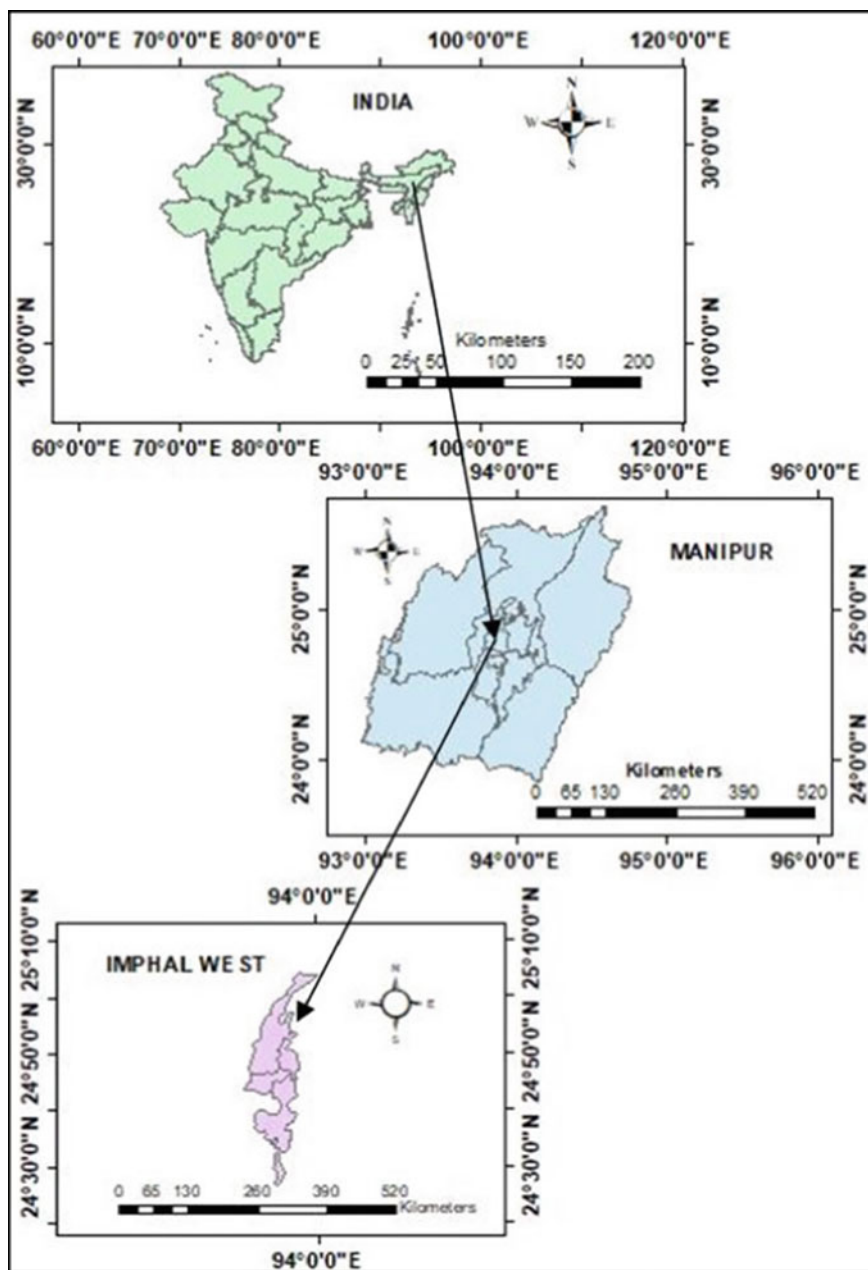 60°0'0"E 70°0'0"E 80°0'0"E 100°0'0"E 120°0'0"E
INDIA
N
W E
S
30°0'0"N 30°0'0"N
10°0'0"N 10°0'0"N
Kilometers
0 25 50 100 150 200
60°0'0"E 70°0'0"E 80°0'0"E 100°0'0"E 120°0'0"E
93°0'0"E 94°0'0"E 95°0'0"E 96°0'0"E
N
W E
S
MANIPUR
25°0'0"N 25°0'0"N
24°0'0"N 24°0'0"N
Kilometers
0 65 130 260 390 520
93°0'0"E 94°0'0"E 95°0'0"E 96°0'0"E
94°0'0"E
IMPHAL WEST
N
W E
S
25°10'0"N 25°10'0"N
24°50'0"N 24°50'0"N
24°30'0"N 24°30'0"N
0 65 130 260 390 520
Kilometers
94°0'0"E